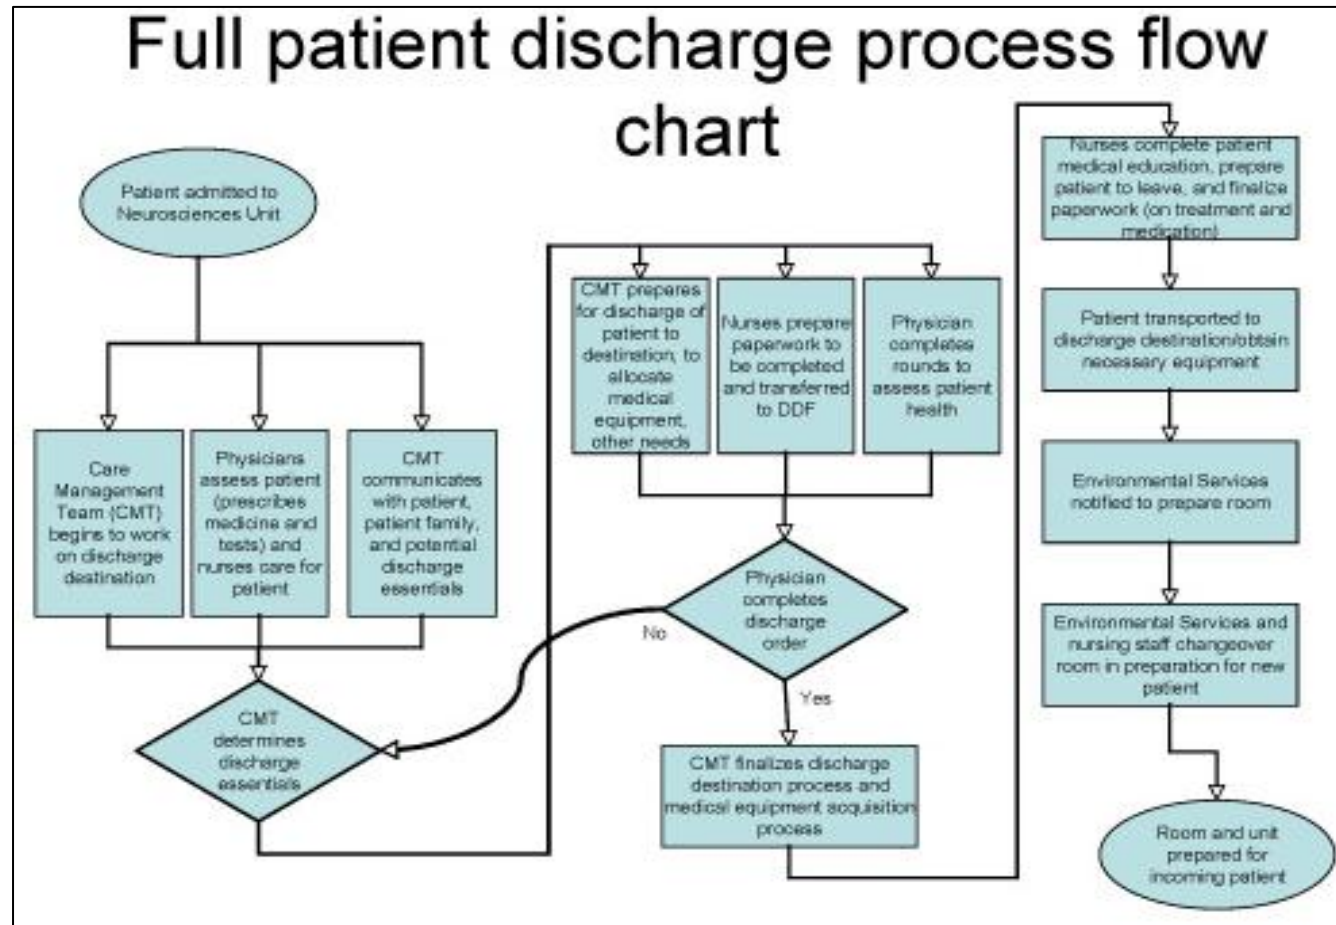 Full patient discharge process flow
chart
Patient admitted to
Neurosciences Unit
Care
Management
Team (CMT)
begins to work
on discharge
destination
Physicians
assess patient
(prescribes
medicine and
tests) and
nurses care for
patient
CMT
communicates
with patient,
patient family,
and potential
discharge
essentials
CMT
determines
discharge
essentials
CMT prepares
for discharge of
patient to
destination, to
allocate
medical
equipment,
other needs
Nurses prepare
paperwork to
be completed
and transferred
to DDF
Physician
completes
rounds to
assess patient
health
Physician
completes
discharge
order
No
Yes
CMT finalizes discharge
destination process and
medical equipment acquisition
process
Nurses complete patient
medical education, prepare
patient to leave, and finalize
paperwork (on treatment and
medication)
Patient transported to
discharge destination/obtain
necessary equipment
Environmental Services
notified to prepare room
Environmental Services and
nursing staff changeover
room in preparation for new
patient
Room and unit
prepared for
incoming patient